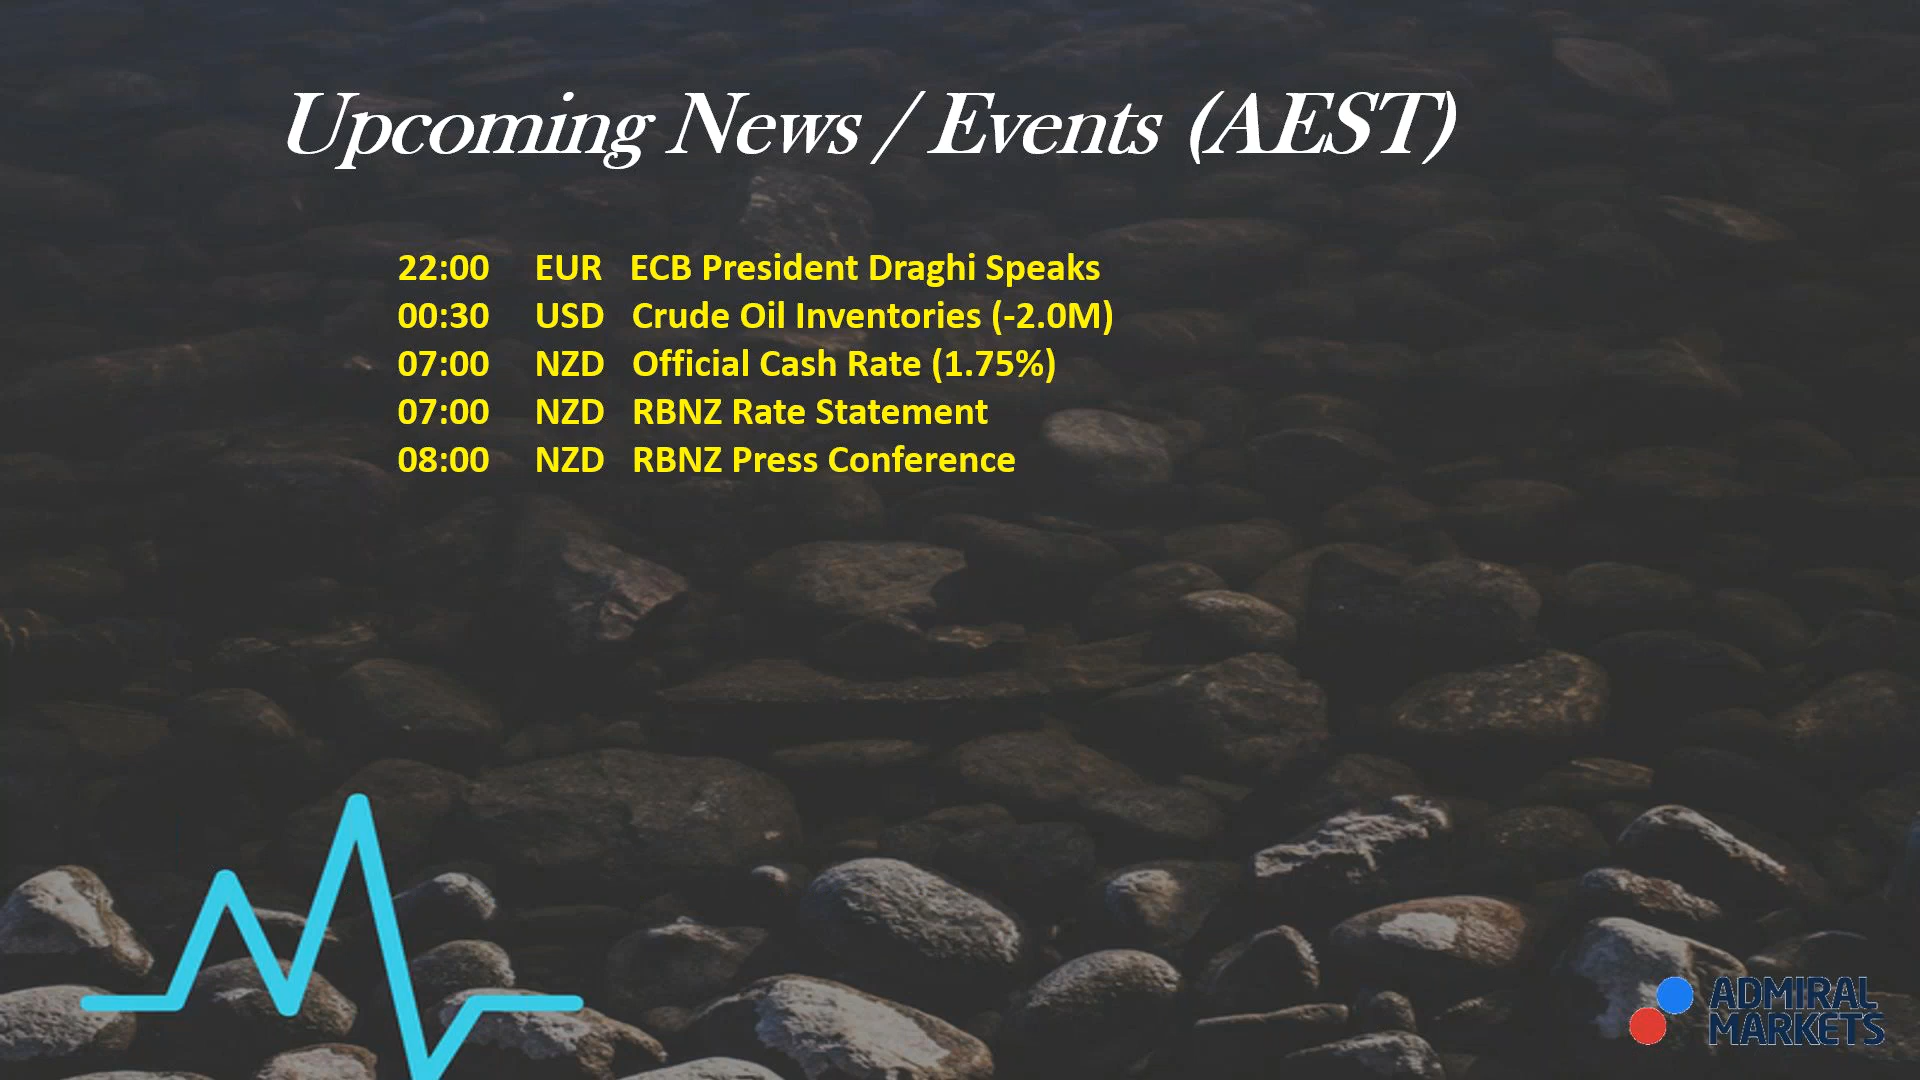 Upcoming News / Events (AEST)
22:00 EUR ECB President Draghi Speaks
00:30 USD Crude Oil Inventories (-2.0M)
07:00 NZD Official Cash Rate (1.75%)
07:00 NZD RBNZ Rate Statement
08:00 NZD RBNZ Press Conference
ADMIRAL
MARKETS